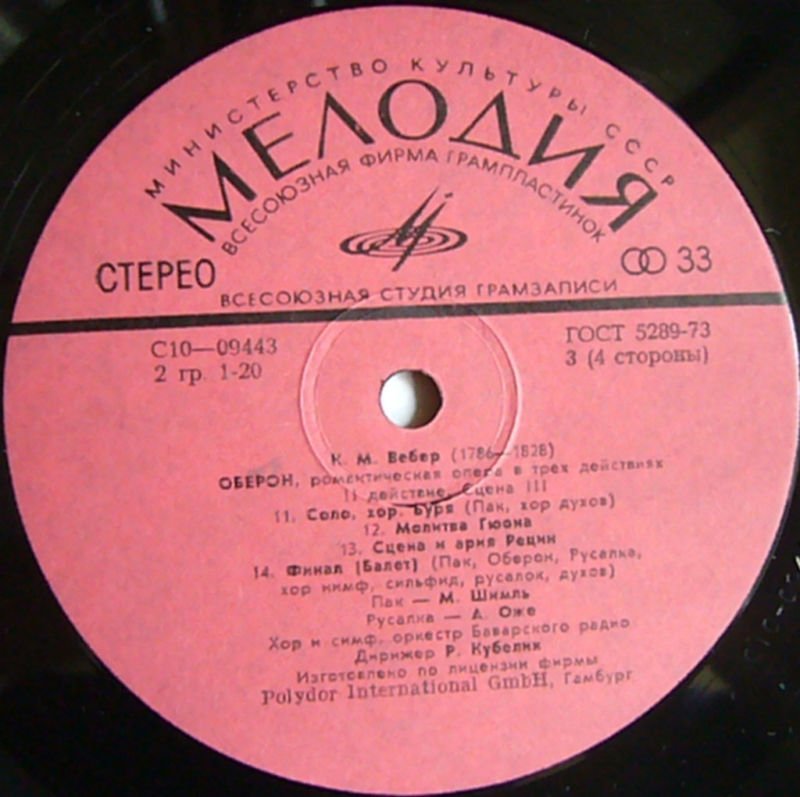 МИНИСТЕРСТВО КУЛЬТУРЫ СССР
МЕЛОДИЯ
ВСЕСОЮЗНАЯ ФИРМА ГРАМПЛАСТИНОК
СТЕРЕО
33
ВСЕСОЮЗНАЯ СТУДИЯ ГРАМЗАПИСИ
С10—09443
ГОСТ 5289-73
2 гр. 1-20
3 (4 стороны)
К. М. Вебер (1786—1828)
ОБЕРОН, романтическая опера в трех действиях
II действие, Сцена III
11. Соло, хор. Буря (Пак, хор духов)
12. Молитва Гюона
13. Сцена и ария Реции
14. Финал (Балет) (Пак, Оберон, Русалка,
хор нимф, сильфид, русалок, духов)
Пак — М. Шимль
Русалка — А. Оже
Хор и симф. оркестр Баварского радио
Дирижер Р. Кубелик
Изготовлено по лицензии фирмы
Polydor International GmbH, Гамбург